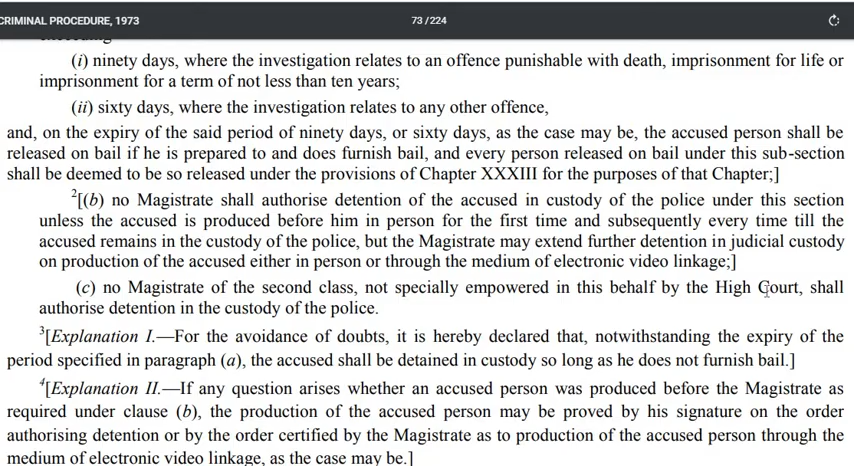 CRIMINAL PROCEDURE, 1973
73 / 224
exceeding
(i) ninety days, where the investigation relates to an offence punishable with death, imprisonment for life or
imprisonment for a term of not less than ten years;
(ii) sixty days, where the investigation relates to any other offence,
and, on the expiry of the said period of ninety days, or sixty days, as the case may be, the accused person shall be
released on bail if he is prepared to and does furnish bail, and every person released on bail under this sub-section
shall be deemed to be so released under the provisions of Chapter XXXIII for the purposes of that Chapter;]
2[(b) no Magistrate shall authorise detention of the accused in custody of the police under this section
unless the accused is produced before him in person for the first time and subsequently every time till the
accused remains in the custody of the police, but the Magistrate may extend further detention in judicial custody
on production of the accused either in person or through the medium of electronic video linkage;]
(c) no Magistrate of the second class, not specially empowered in this behalf by the High Court, shall
authorise detention in the custody of the police.
3[Explanation I.—For the avoidance of doubts, it is hereby declared that, notwithstanding the expiry of the
period specified in paragraph (a), the accused shall be detained in custody so long as he does not furnish bail.]
4[Explanation II.—If any question arises whether an accused person was produced before the Magistrate as
required under clause (b), the production of the accused person may be proved by his signature on the order
authorising detention or by the order certified by the Magistrate as to production of the accused person through the
medium of electronic video linkage, as the case may be.]